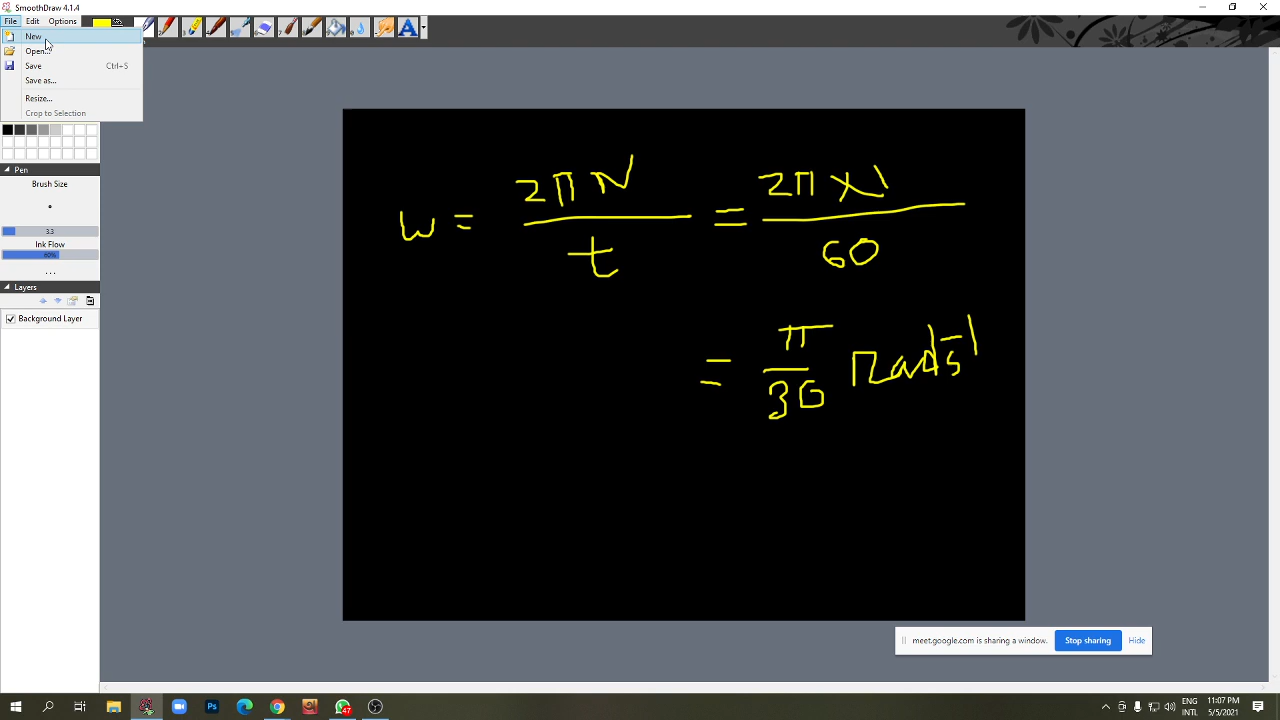 SmoothDraw 4.1.4
File Edit Options
New
Open...
Save Ctrl+S
Save as...
Resize...
Crop to Selection
Pen
Brush Size
3.3
Ink Flow
60%
...
Layers
Background Layer
w = 2πN/t = 2π×1/60
= π/30 rad s⁻¹
meet.google.com is sharing a window. Stop sharing Hide
47
ENG 11:07 PM
INTL 5/5/2021